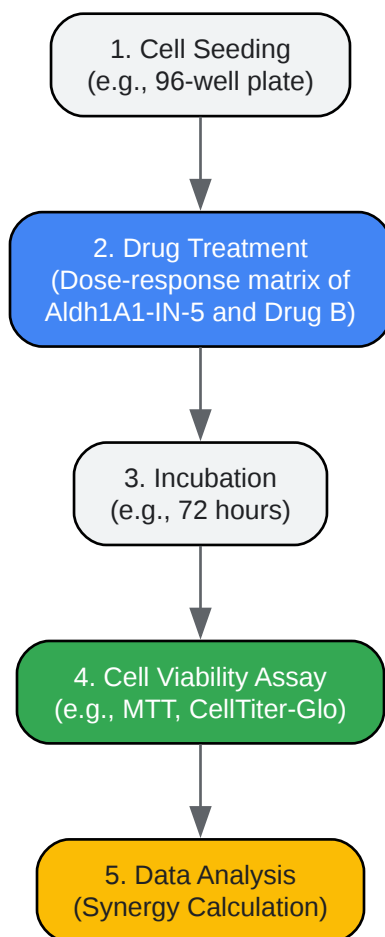 1. Cell Seeding
(e.g., 96-well plate)
2. Drug Treatment
(Dose-response matrix of
Aldh1A1-IN-5 and Drug B)
3. Incubation
(e.g., 72 hours)
4. Cell Viability Assay
(e.g., MTT, CellTiter-Glo)
5. Data Analysis
(Synergy Calculation)